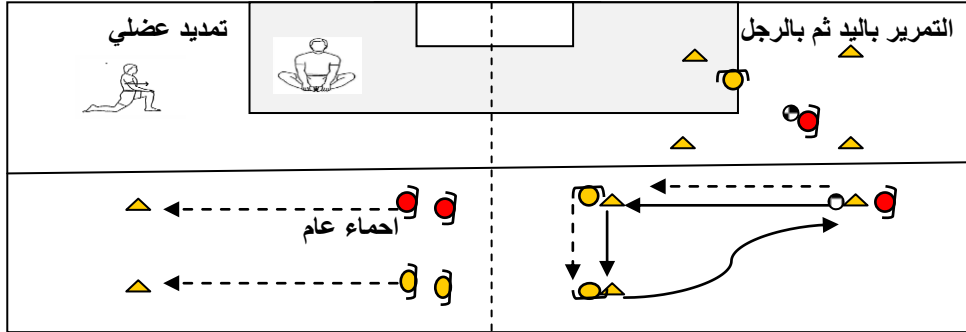 التمرير باليد ثم بالرجل
تمديد عضلي
احماء عام